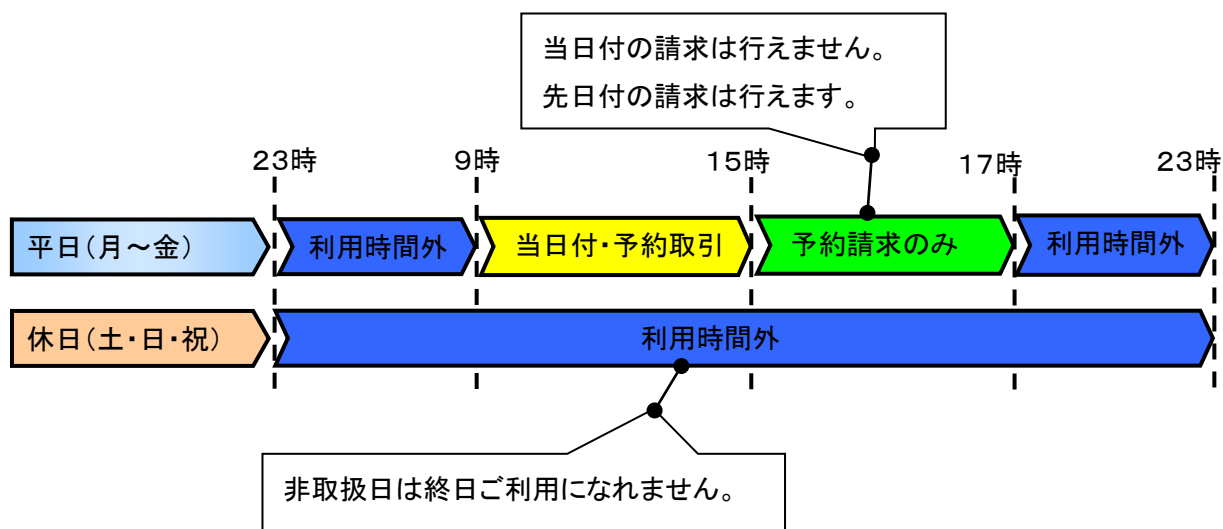 当日付の請求は行えません。
先日付の請求は行えます。
23時
9時
15時
17時
23時
平日(月～金)
利用時間外
当日付・予約取引
予約請求のみ
利用時間外
休日(土・日・祝)
利用時間外
非取扱日は終日ご利用になれません。